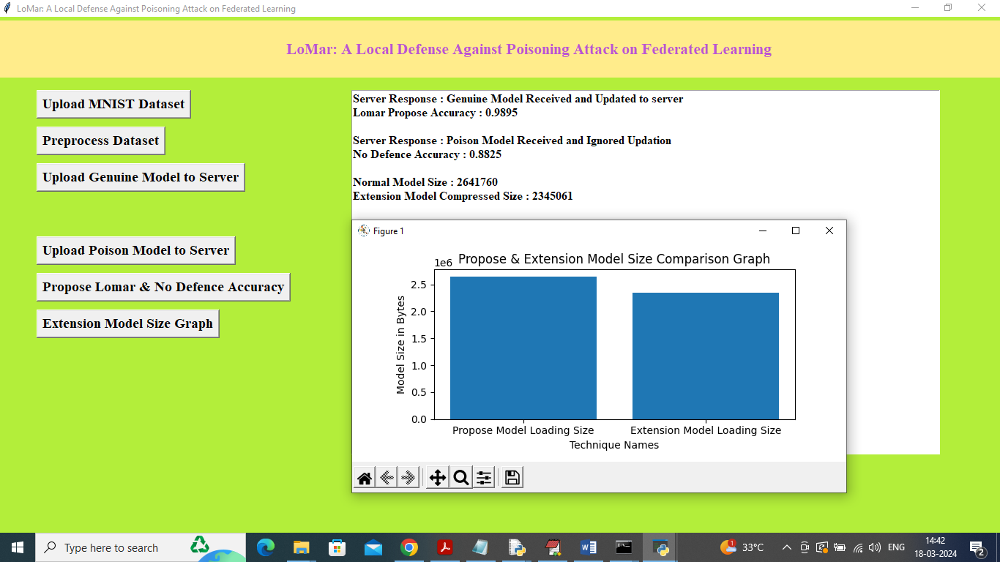 LoMar: A Local Defense Against Poisoning Attack on Federated Learning
LoMar: A Local Defense Against Poisoning Attack on Federated Learning
Upload MNIST Dataset
Preprocess Dataset
Upload Genuine Model to Server
Upload Poison Model to Server
Propose Lomar & No Defence Accuracy
Extension Model Size Graph
Server Response : Genuine Model Received and Updated to server
Lomar Propose Accuracy : 0.9895
Server Response : Poison Model Received and Ignored Updation
No Defence Accuracy : 0.8825
Normal Model Size : 2641760
Extension Model Compressed Size : 2345061
Figure 1
Propose & Extension Model Size Comparison Graph
1e6
2.5
2.0
1.5
1.0
0.5
0.0
Model Size in Bytes
Propose Model Loading Size
Extension Model Loading Size
Technique Names
Type here to search
1
33°C
ENG
14:42
18-03-2024
2